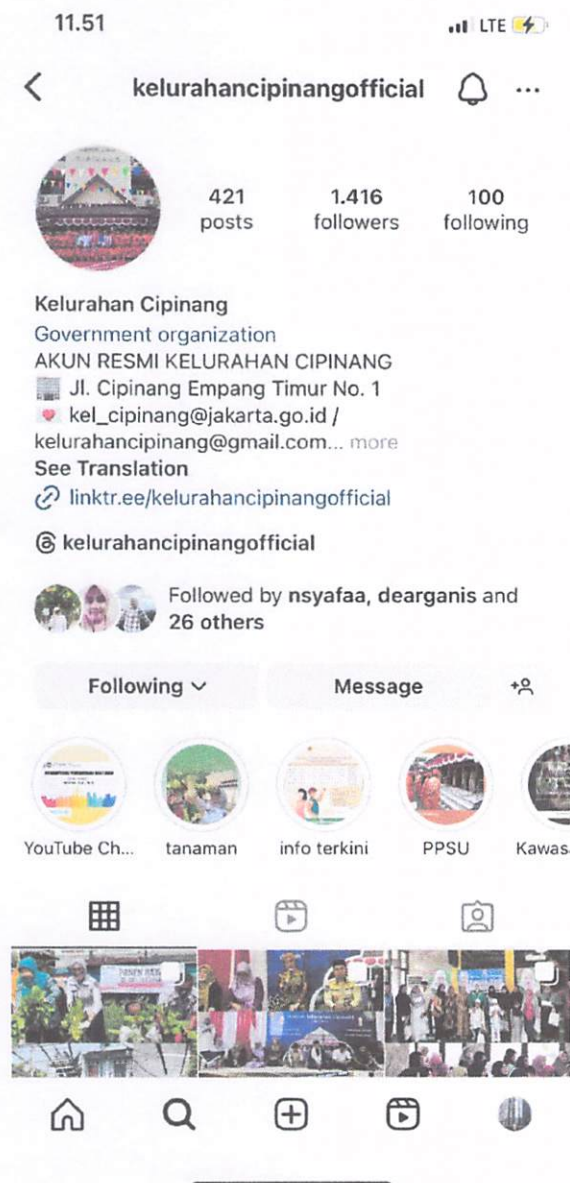 11.51
LTE
kelurahancipinangofficial
421 1.416 100
posts followers following
Kelurahan Cipinang
Government organization
AKUN RESMI KELURAHAN CIPINANG
Jl. Cipinang Empang Timur No. 1
kel_cipinang@jakarta.go.id /
kelurahancipinang@gmail.com... more
See Translation
linktr.ee/kelurahancipinangofficial
kelurahancipinangofficial
Followed by nsyafaa, dearganis and
26 others
Following Message
YouTube Ch... tanaman info terkini PPSU Kawas